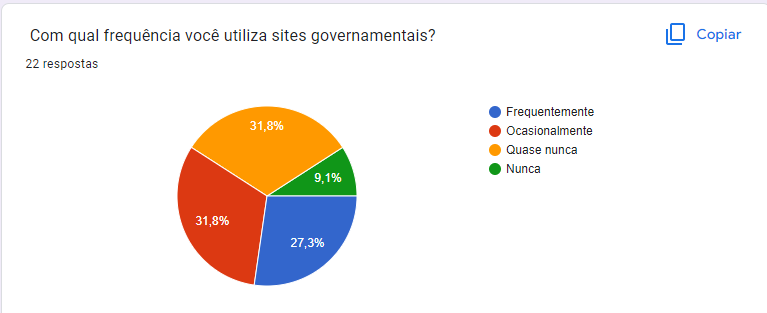 Com qual frequência você utiliza sites governamentais?
Copiar
22 respostas
Frequentemente
Ocasionalmente
Quase nunca
Nunca
31,8%
9,1%
31,8%
27,3%